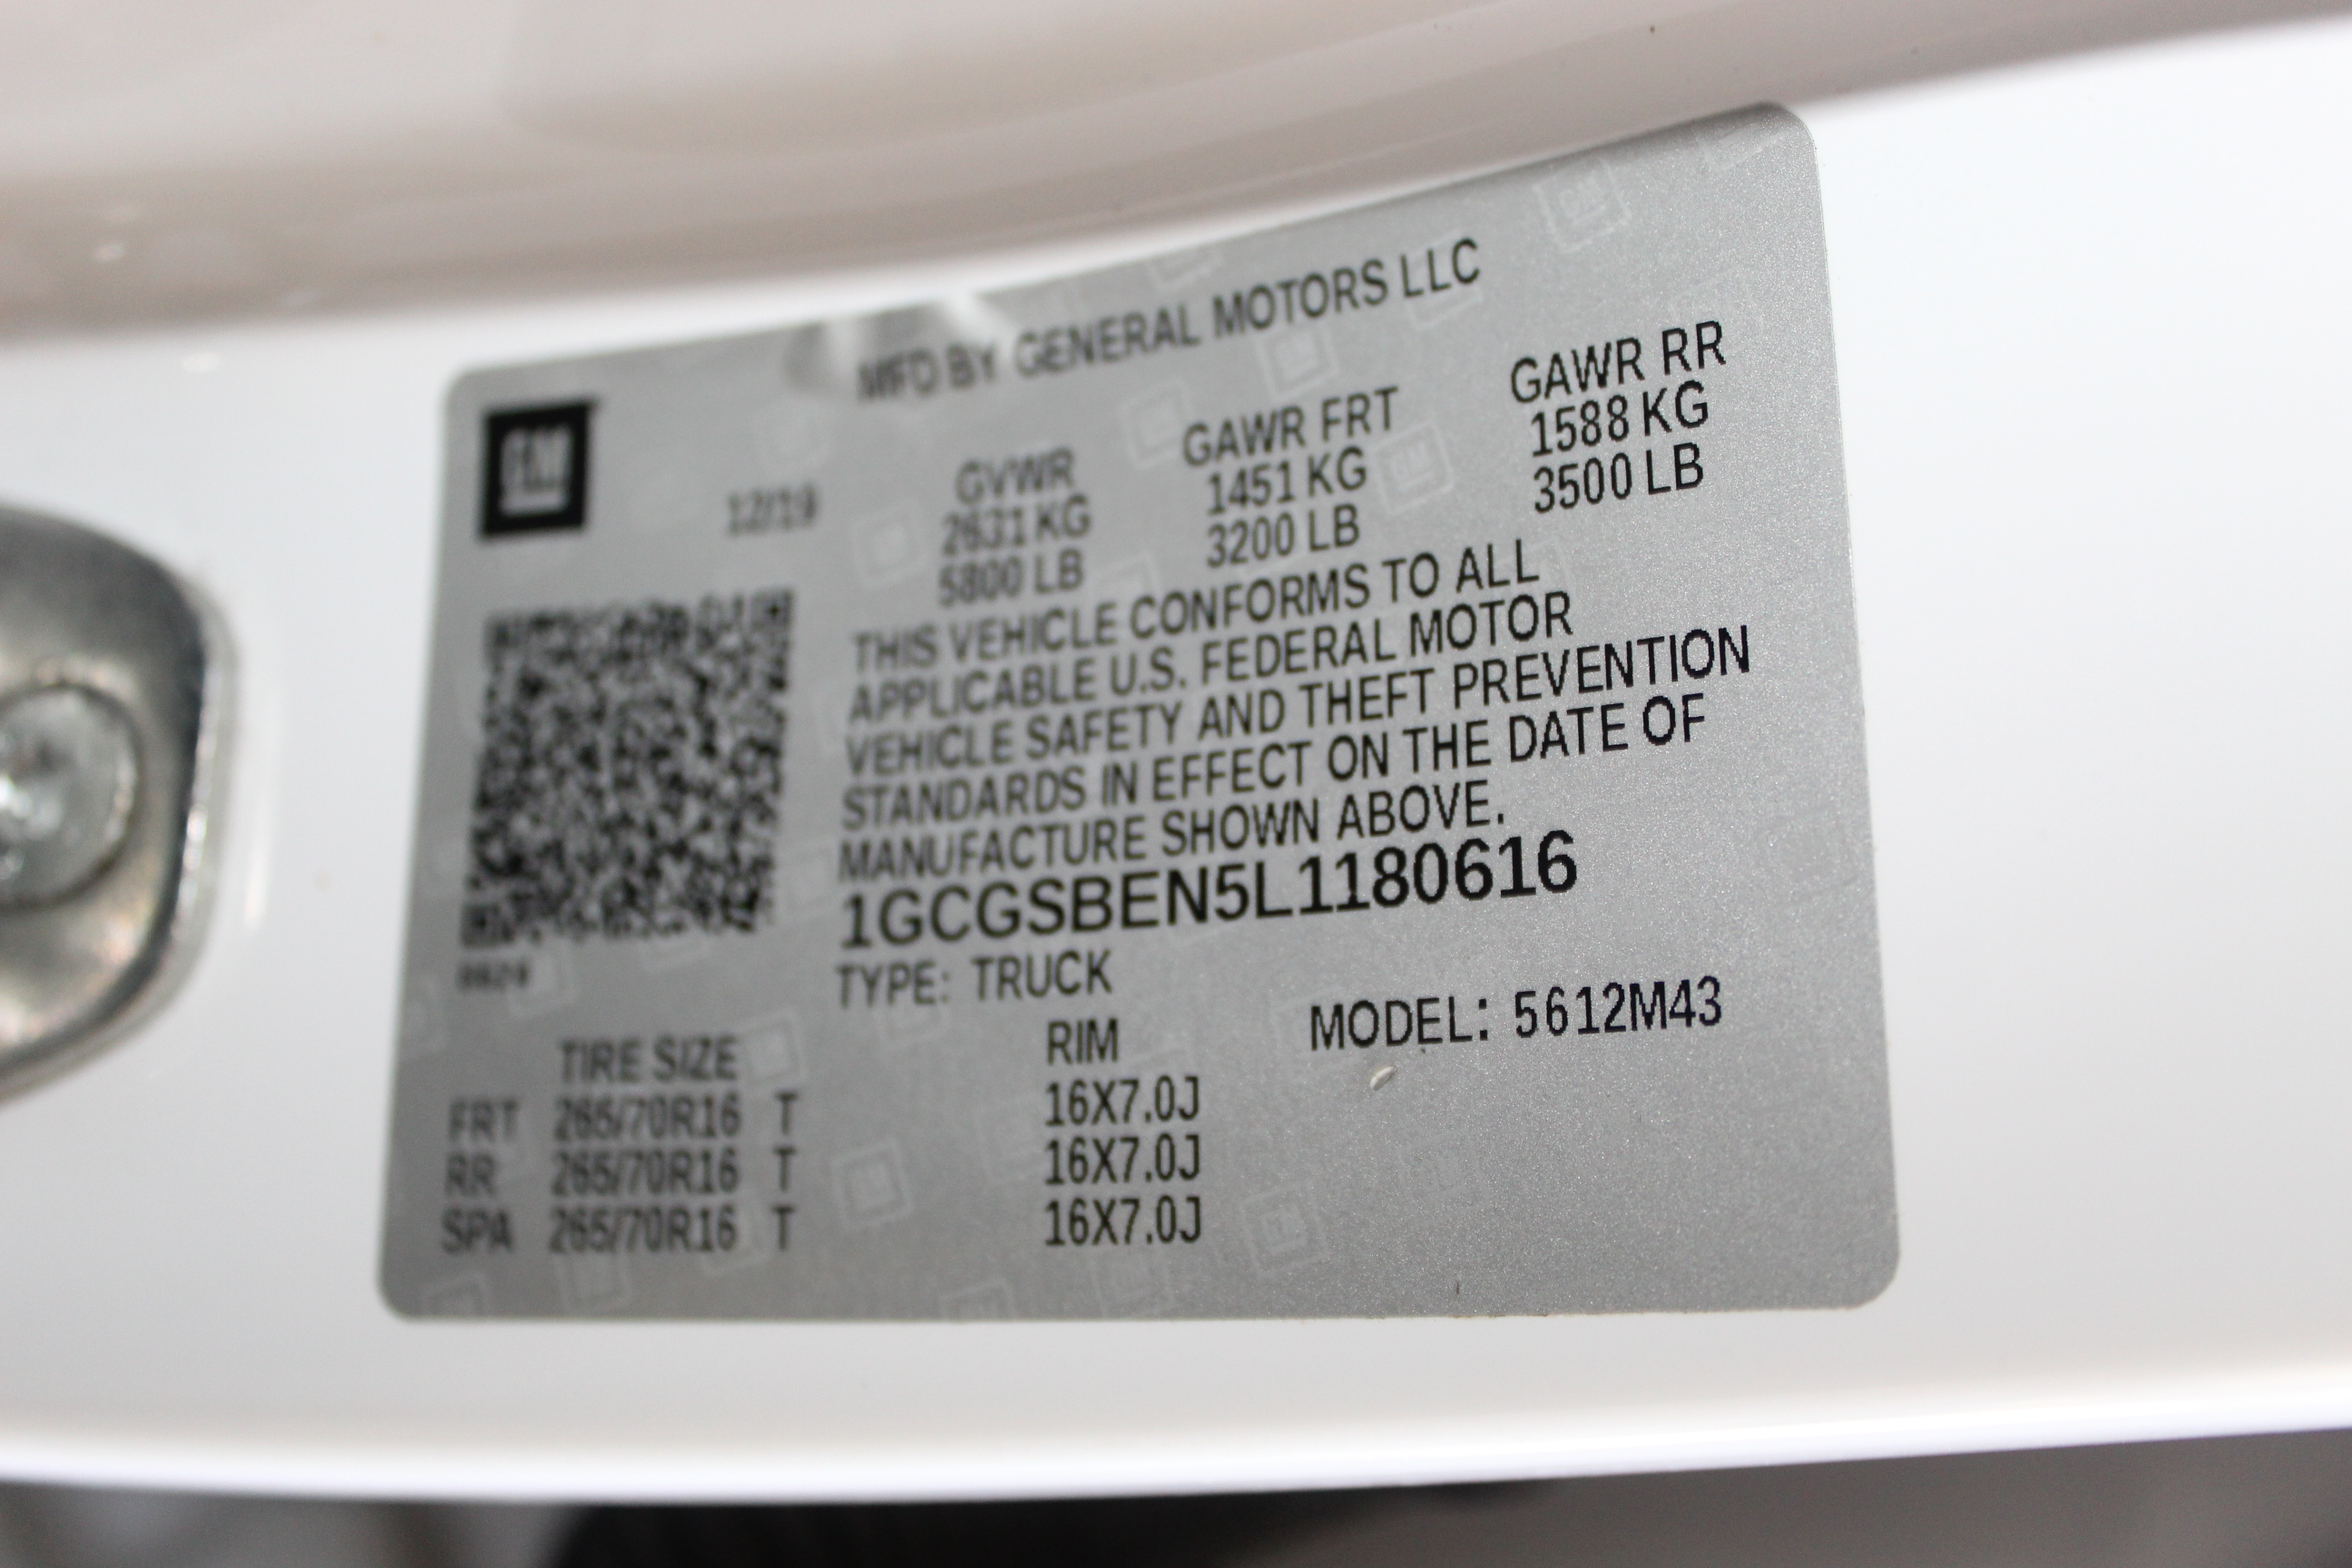 MFD BY GENERAL MOTORS LLC
GM
12/19
GVWR GAWR FRT GAWR RR
2631 KG 1451 KG 1588 KG
5800 LB 3200 LB 3500 LB
THIS VEHICLE CONFORMS TO ALL
APPLICABLE U.S. FEDERAL MOTOR
VEHICLE SAFETY AND THEFT PREVENTION
STANDARDS IN EFFECT ON THE DATE OF
MANUFACTURE SHOWN ABOVE.
1GCGSBEN5L1180616
TYPE: TRUCK MODEL: 5612M43
TIRE SIZE RIM
FRT 265/70R16 T 16X7.0J
RR 265/70R16 T 16X7.0J
SPA 265/70R16 T 16X7.0J